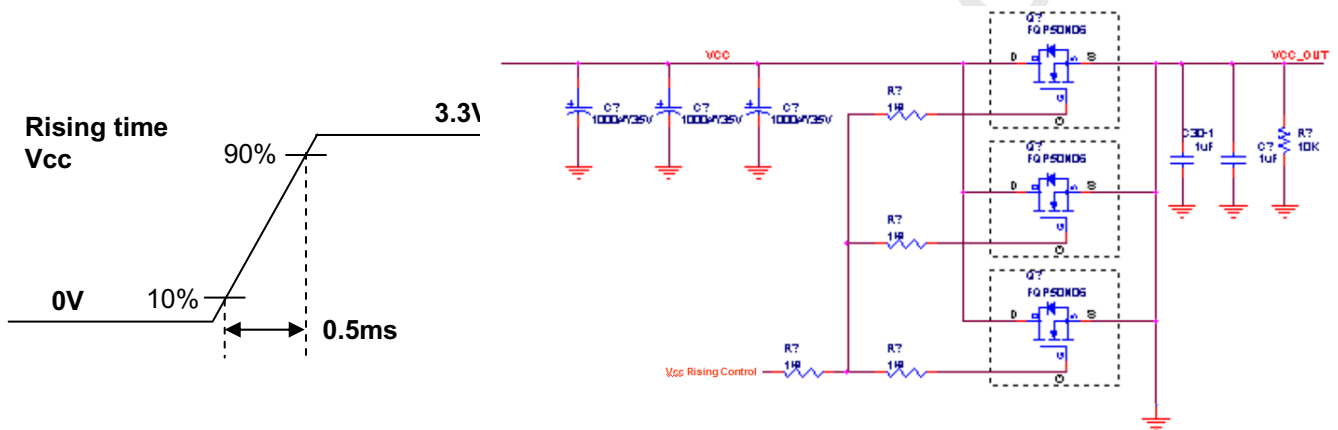 Rising time
Vcc
90%
3.3V
0V
10%
0.5ms
VCC
C?
1000uF/35V
C?
1000uF/35V
C?
1000uF/35V
R?
1K
Q?
FQP50N06
D
S
G
VCC_OUT
C30-1
1uF
C?
1uF
R?
10K
R?
1K
Q?
FQP50N06
D
S
G
Q?
FQP50N06
D
S
G
R?
1K
R?
1K
Vcc Rising Control